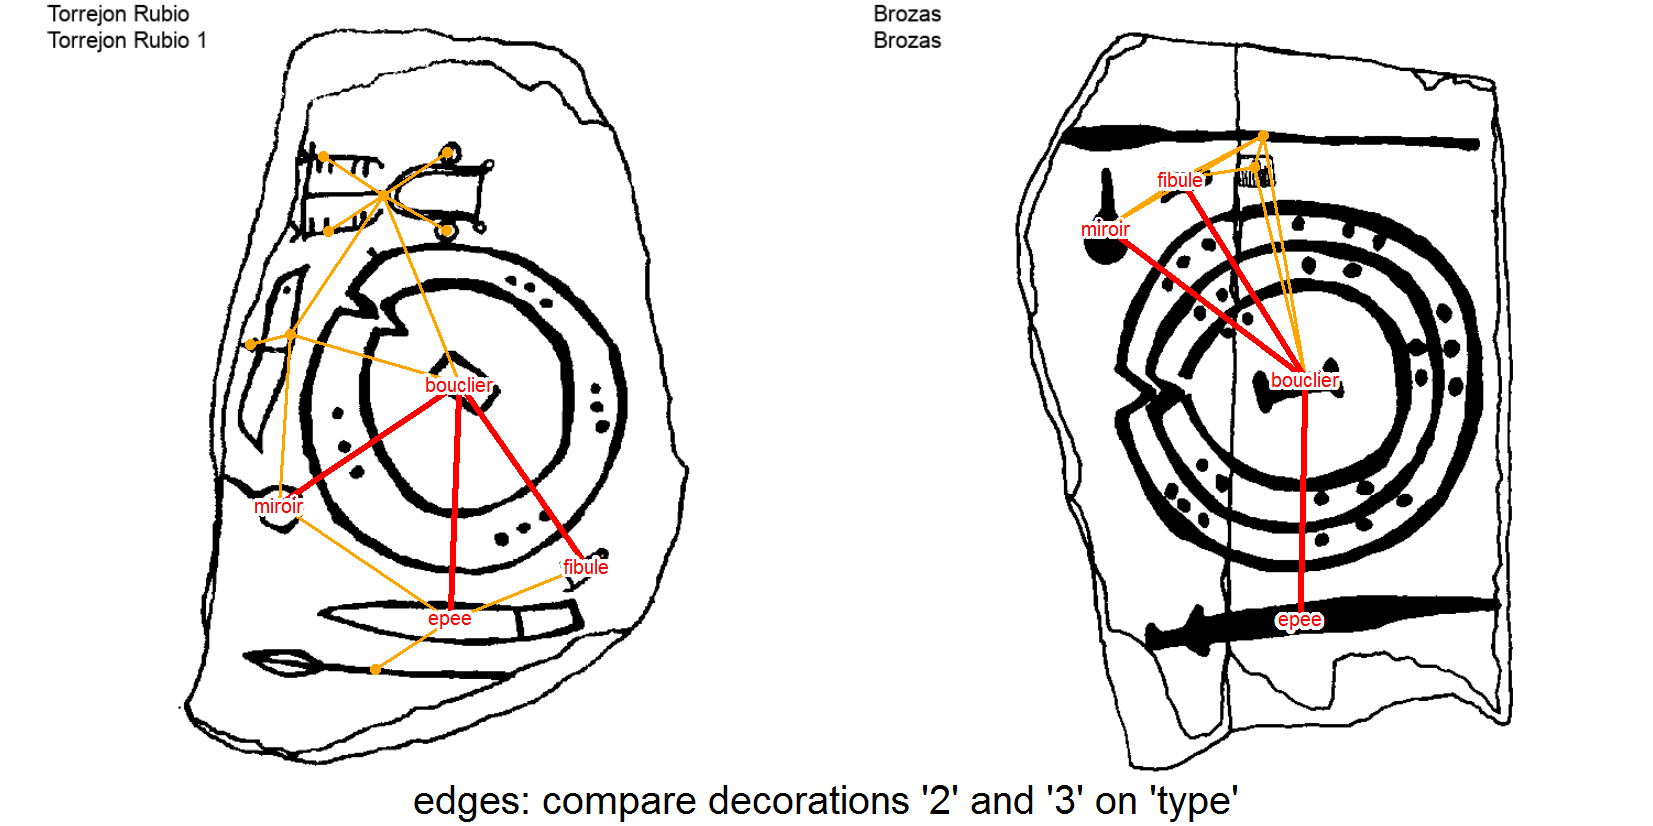 Torrejon Rubio
Torrejon Rubio 1
bouclier
miroir
fibule
epee
Brozas
Brozas
fibule
miroir
bouclier
epee
edges: compare decorations '2' and '3' on 'type'